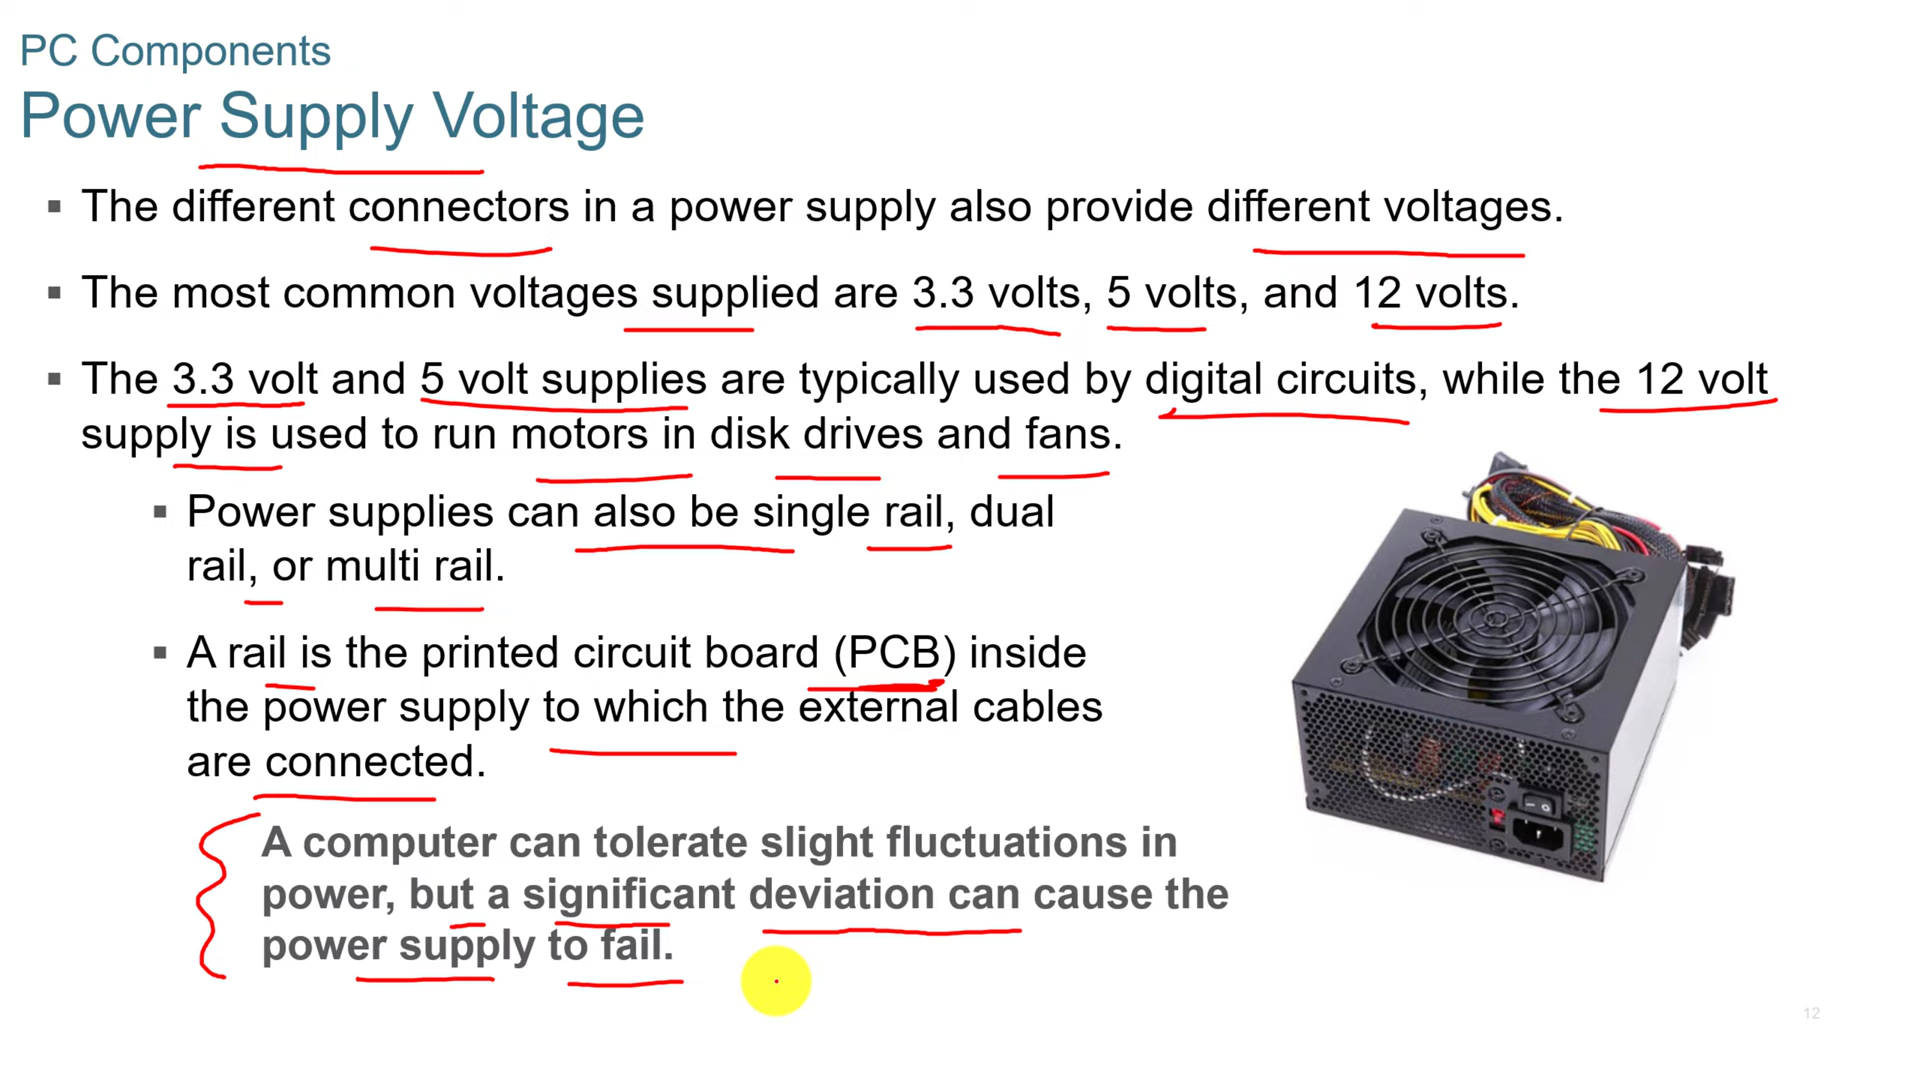 PC Components
Power Supply Voltage
▪ The different connectors in a power supply also provide different voltages.
▪ The most common voltages supplied are 3.3 volts, 5 volts, and 12 volts.
▪ The 3.3 volt and 5 volt supplies are typically used by digital circuits, while the 12 volt
supply is used to run motors in disk drives and fans.
▪ Power supplies can also be single rail, dual
rail, or multi rail.
▪ A rail is the printed circuit board (PCB) inside
the power supply to which the external cables
are connected.
A computer can tolerate slight fluctuations in
power, but a significant deviation can cause the
power supply to fail.
12